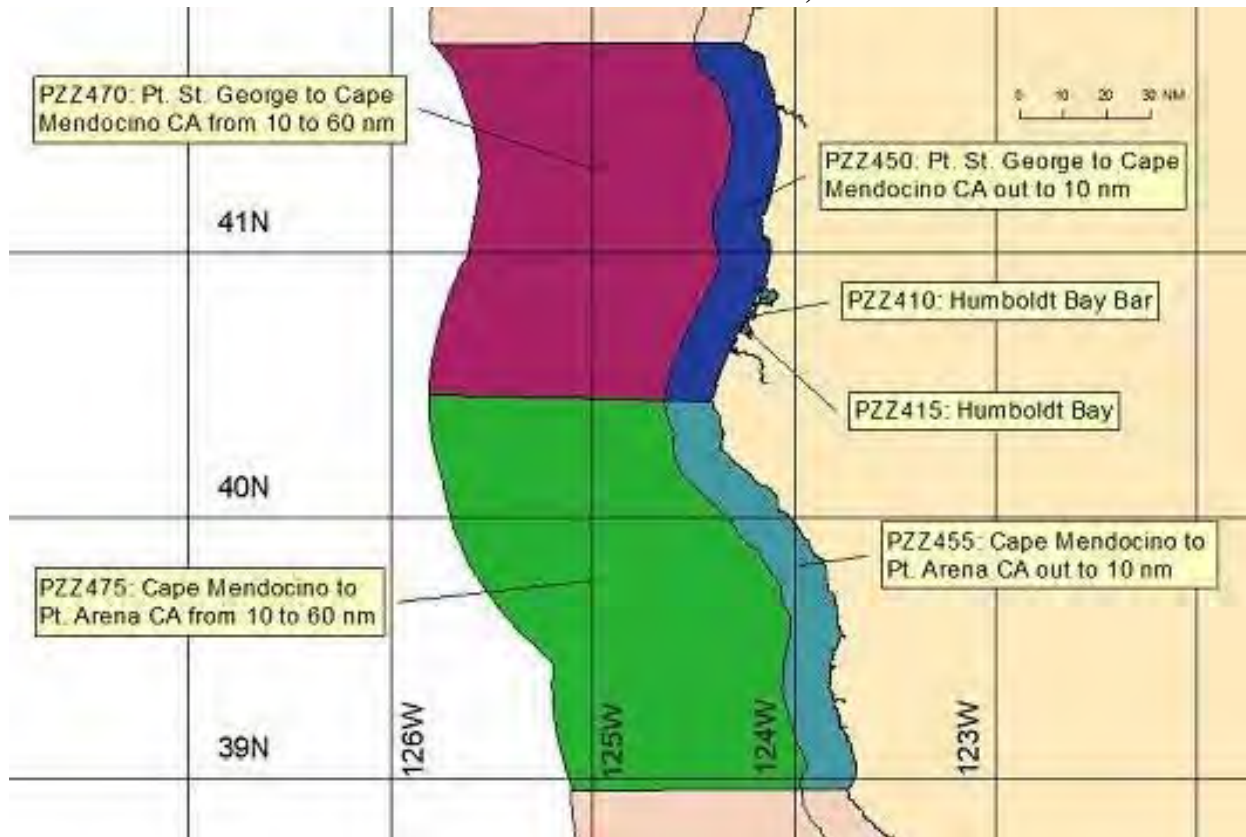 PZZ470: Pt. St. George to Cape
Mendocino CA from 10 to 60 nm
0 10 20 30 NM
PZZ450: Pt. St. George to Cape
Mendocino CA out to 10 nm
41N
PZZ410: Humboldt Bay Bar
PZZ415: Humboldt Bay
40N
PZZ455: Cape Mendocino to
Pt. Arena CA out to 10 nm
PZZ475: Cape Mendocino to
Pt. Arena CA from 10 to 60 nm
39N
126W
125W
124W
123W